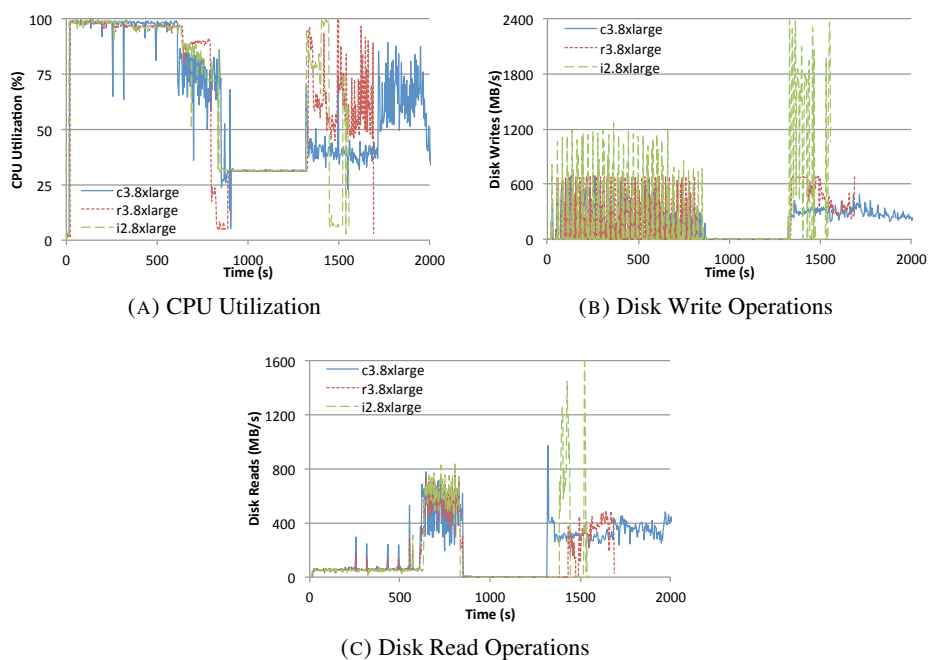 100
75
50
25
0
CPU Utilization (%)
c3.8xlarge
r3.8xlarge
i2.8xlarge
0 500 1000 1500 2000
Time (s)
(A) CPU Utilization
2400
1800
1200
600
0
Disk Writes (MB/s)
c3.8xlarge
r3.8xlarge
i2.8xlarge
0 500 1000 1500 2000
Time (s)
(B) Disk Write Operations
1600
1200
800
400
0
Disk Reads (MB/s)
c3.8xlarge
r3.8xlarge
i2.8xlarge
0 500 1000 1500 2000
Time (s)
(C) Disk Read Operations